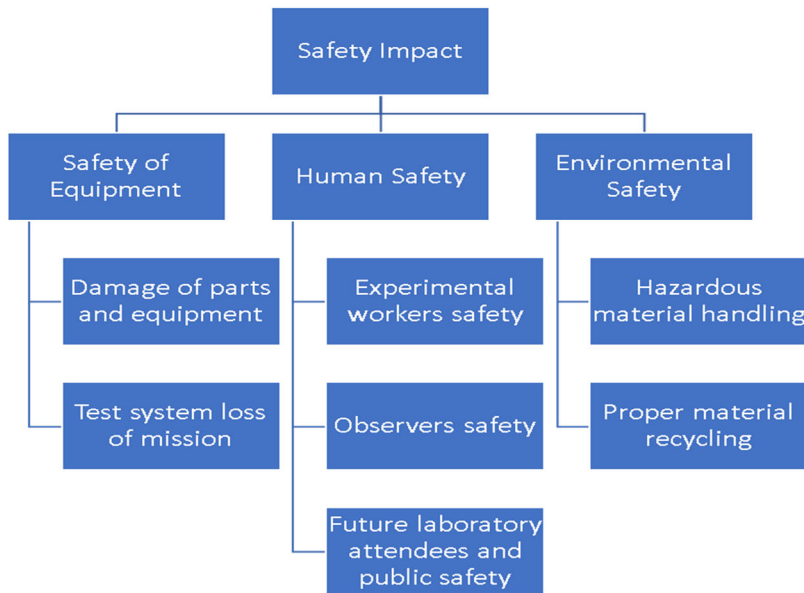 Safety Impact
Safety of
Equipment
Human Safety
Environmental
Safety
Damage of parts
and equipment
Experimental
workers safety
Hazardous
material handling
Test system loss
of mission
Observers safety
Proper material
recycling
Future laboratory
attendees and
public safety